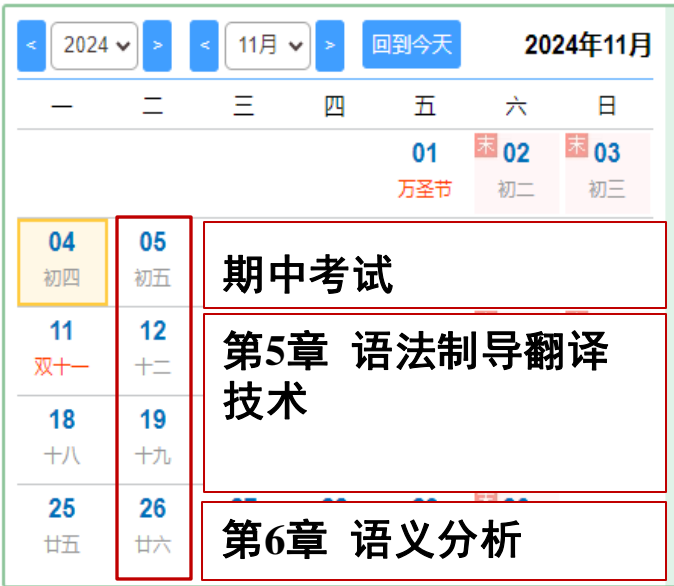 < 2024 > < 11月 > 回到今天 2024年11月
一 二 三 四 五 六 日
01 末 02 末 03
万圣节 初二 初三
04 05
初四 初五
期中考试
11 12
双十一 十二
第5章 语法制导翻译
技术
18 19
十八 十九
25 26
廿五 廿六
第6章 语义分析